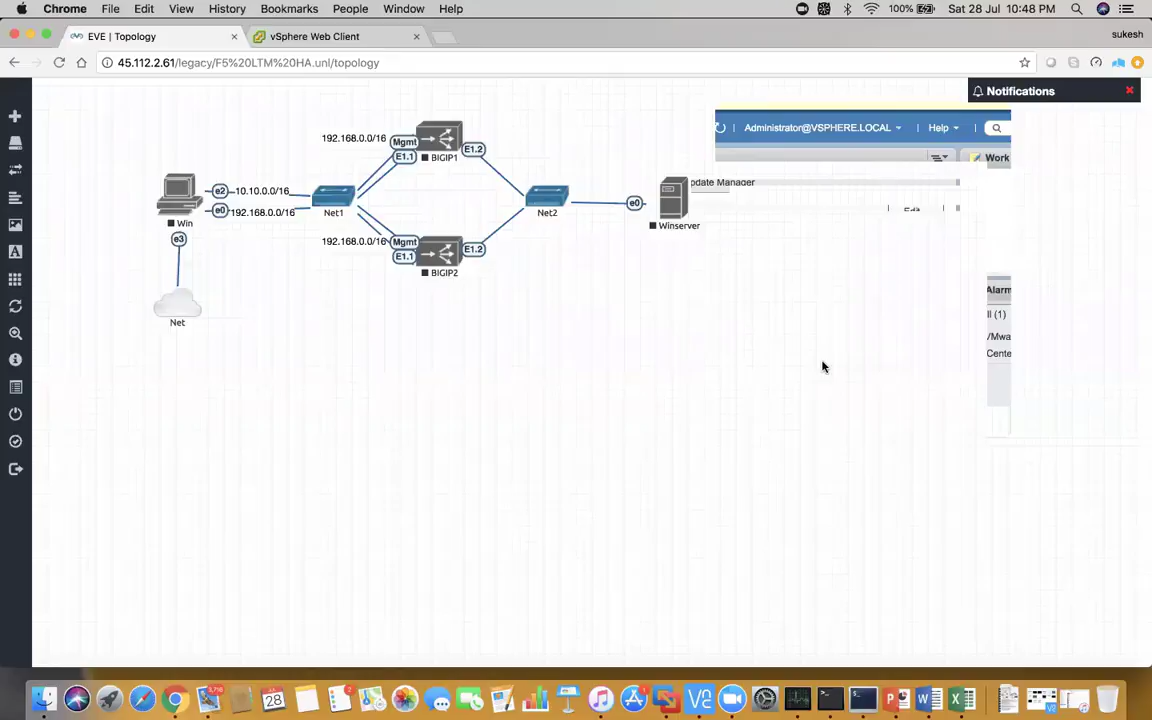 Chrome File Edit View History Bookmarks People Window Help 100% Sat 28 Jul 10:48 PM
EVE | Topology vSphere Web Client sukesh
45.112.2.61/legacy/F5%20LTM%20HA.unl/topology
Notifications
Administrator@VSPHERE.LOCAL Help
Work
pdate Manager
192.168.0.0/16 Mgmt E1.1 E1.2
BIGIP1
e2 10.10.0.0/16
e0 192.168.0.0/16
Win
Net1
Net2
e0
Winserver
e3
192.168.0.0/16 Mgmt E1.1 E1.2
BIGIP2
Net
Alarm
ll (1)
/Mwa
Cente